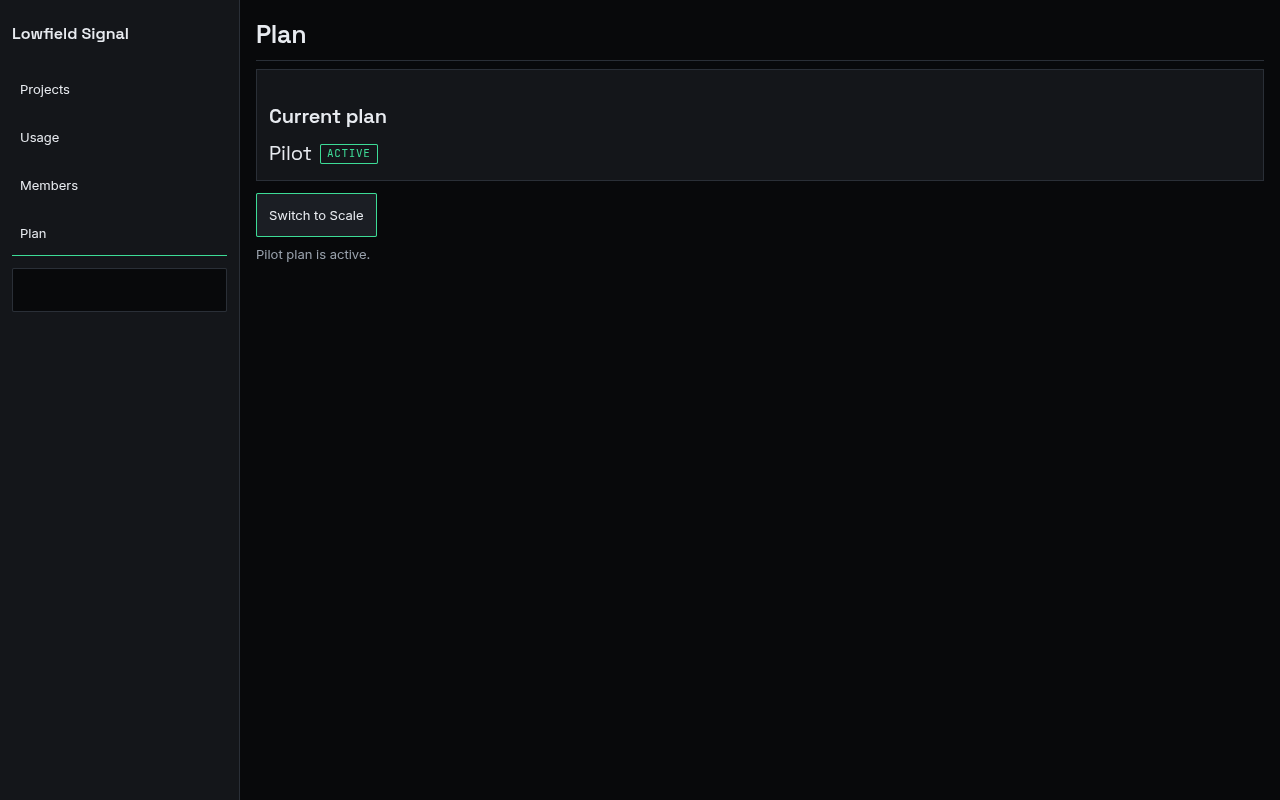 Lowfield Signal
Projects
Usage
Members
Plan
Plan
Current plan
Pilot ACTIVE
Switch to Scale
Pilot plan is active.